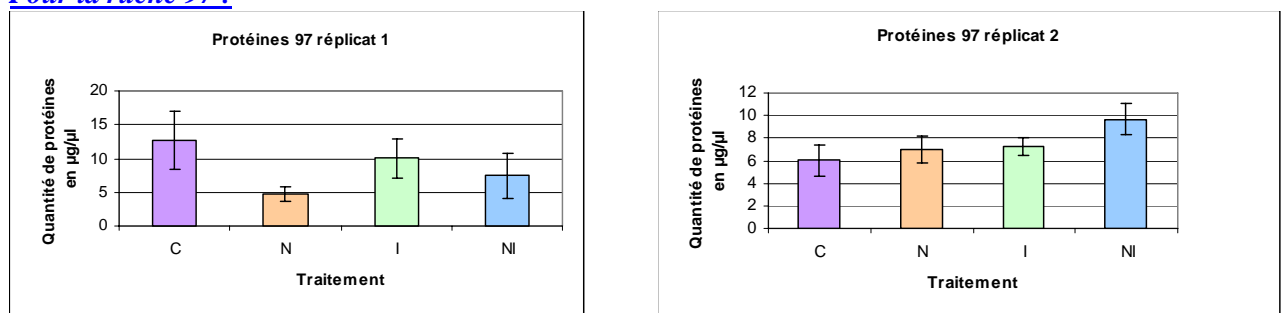 Pour la ruche 97 :
Protéines 97 réplicat 1
Quantité de protéines
en µg/µl
20
15
10
5
0
C N I NI
Traitement
Protéines 97 réplicat 2
Quantité de protéines
en µg/µl
12
10
8
6
4
2
0
C N I NI
Traitement